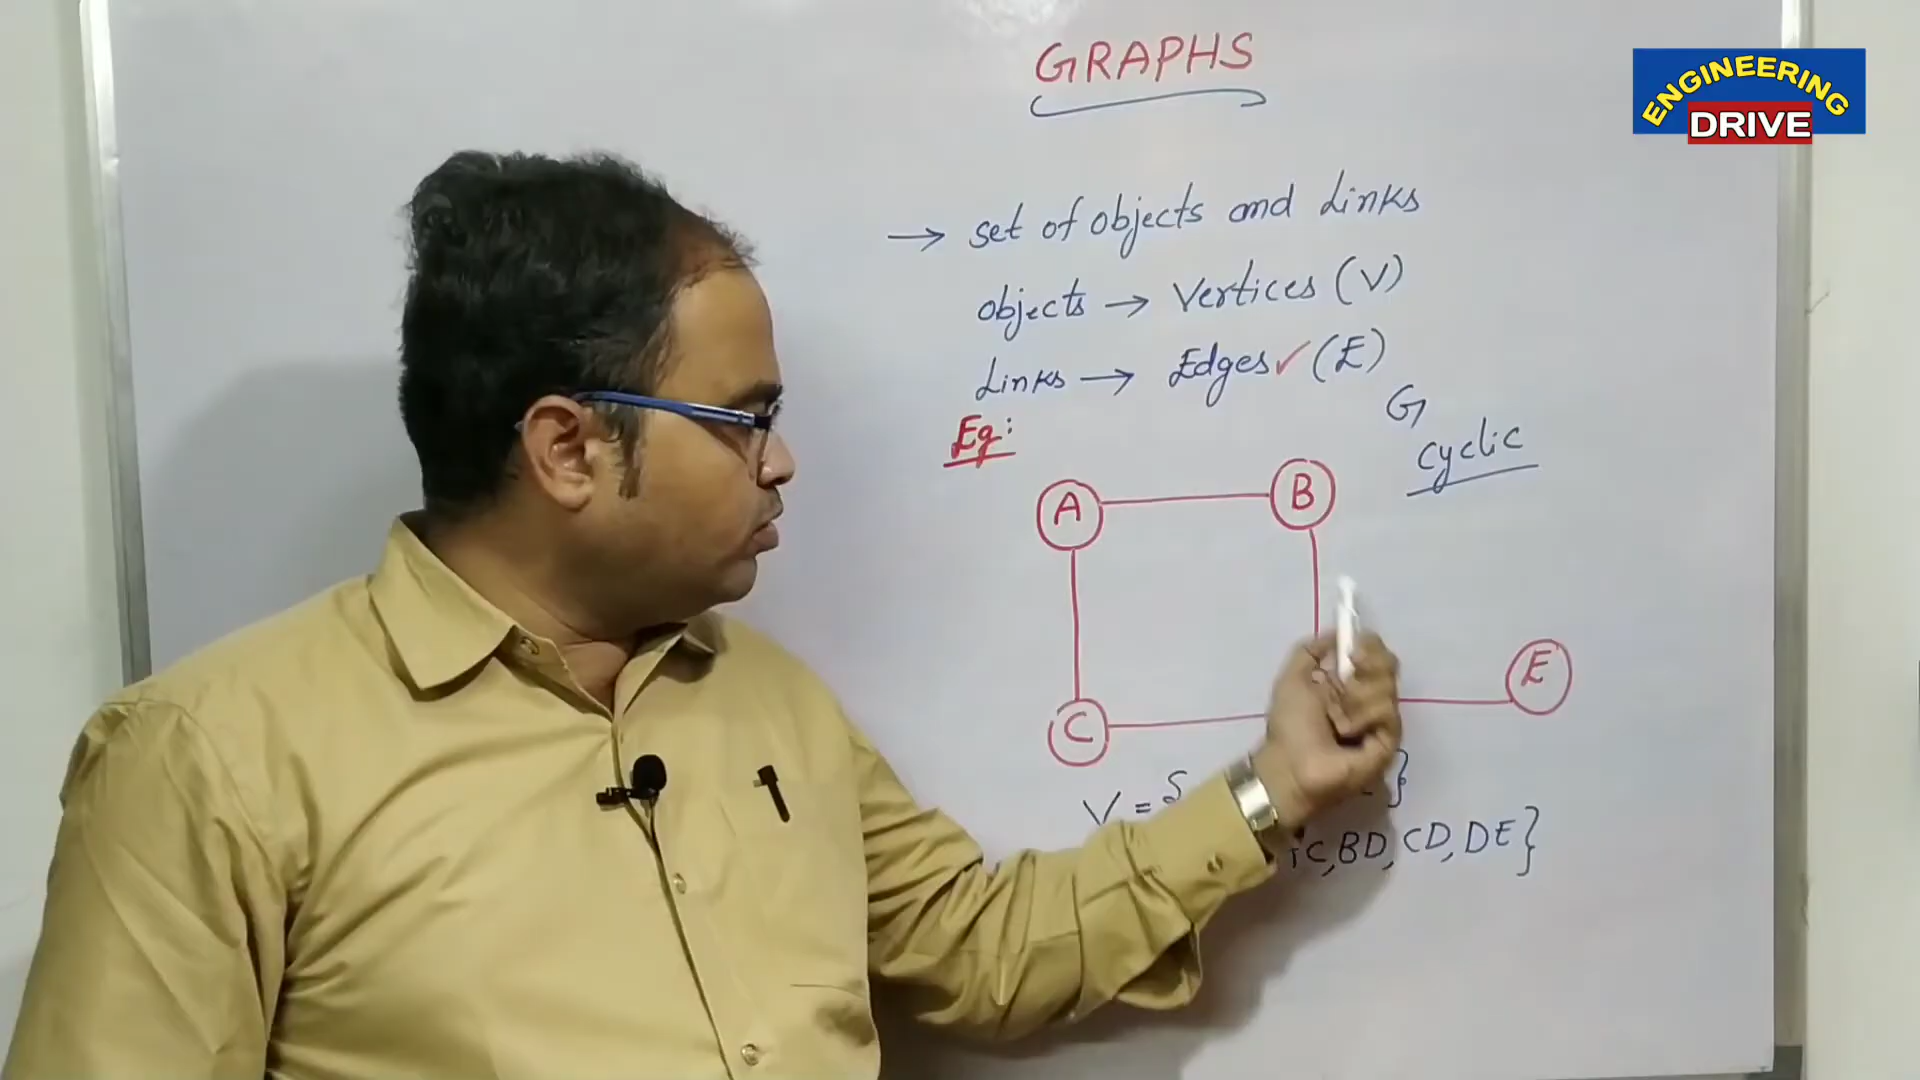 GRAPHS
ENGINEERING
DRIVE
→ set of objects and Links
objects → Vertices (V)
Links → Edges ✓ (E)
G
cyclic
Eg:
A B
E
C
V = {
}
C, BD, CD, DE}